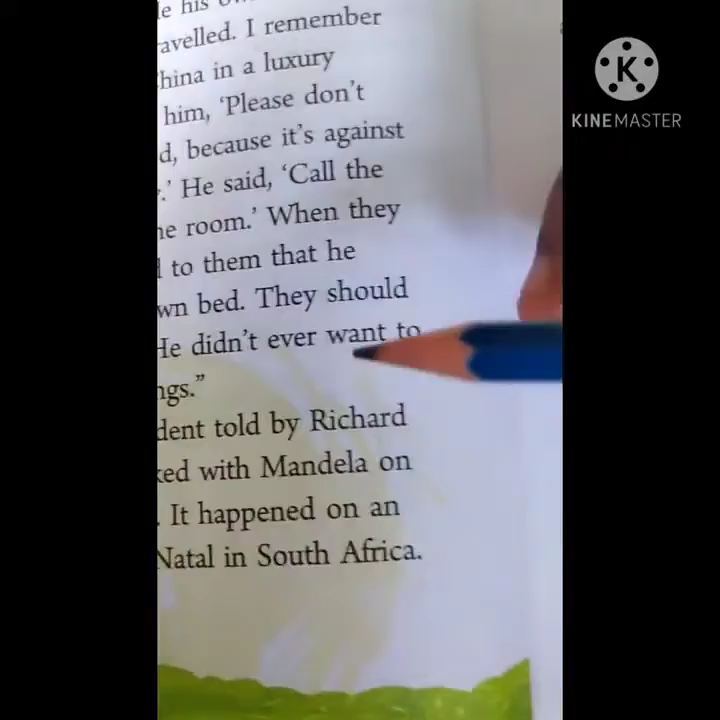 his
avelled. I remember
hina in a luxury
him, ‘Please don’t
d, because it’s against
.’ He said, ‘Call the
he room.’ When they
to them that he
wn bed. They should
He didn’t ever want to
ngs.”
dent told by Richard
ked with Mandela on
. It happened on an
Natal in South Africa.
KINEMASTER